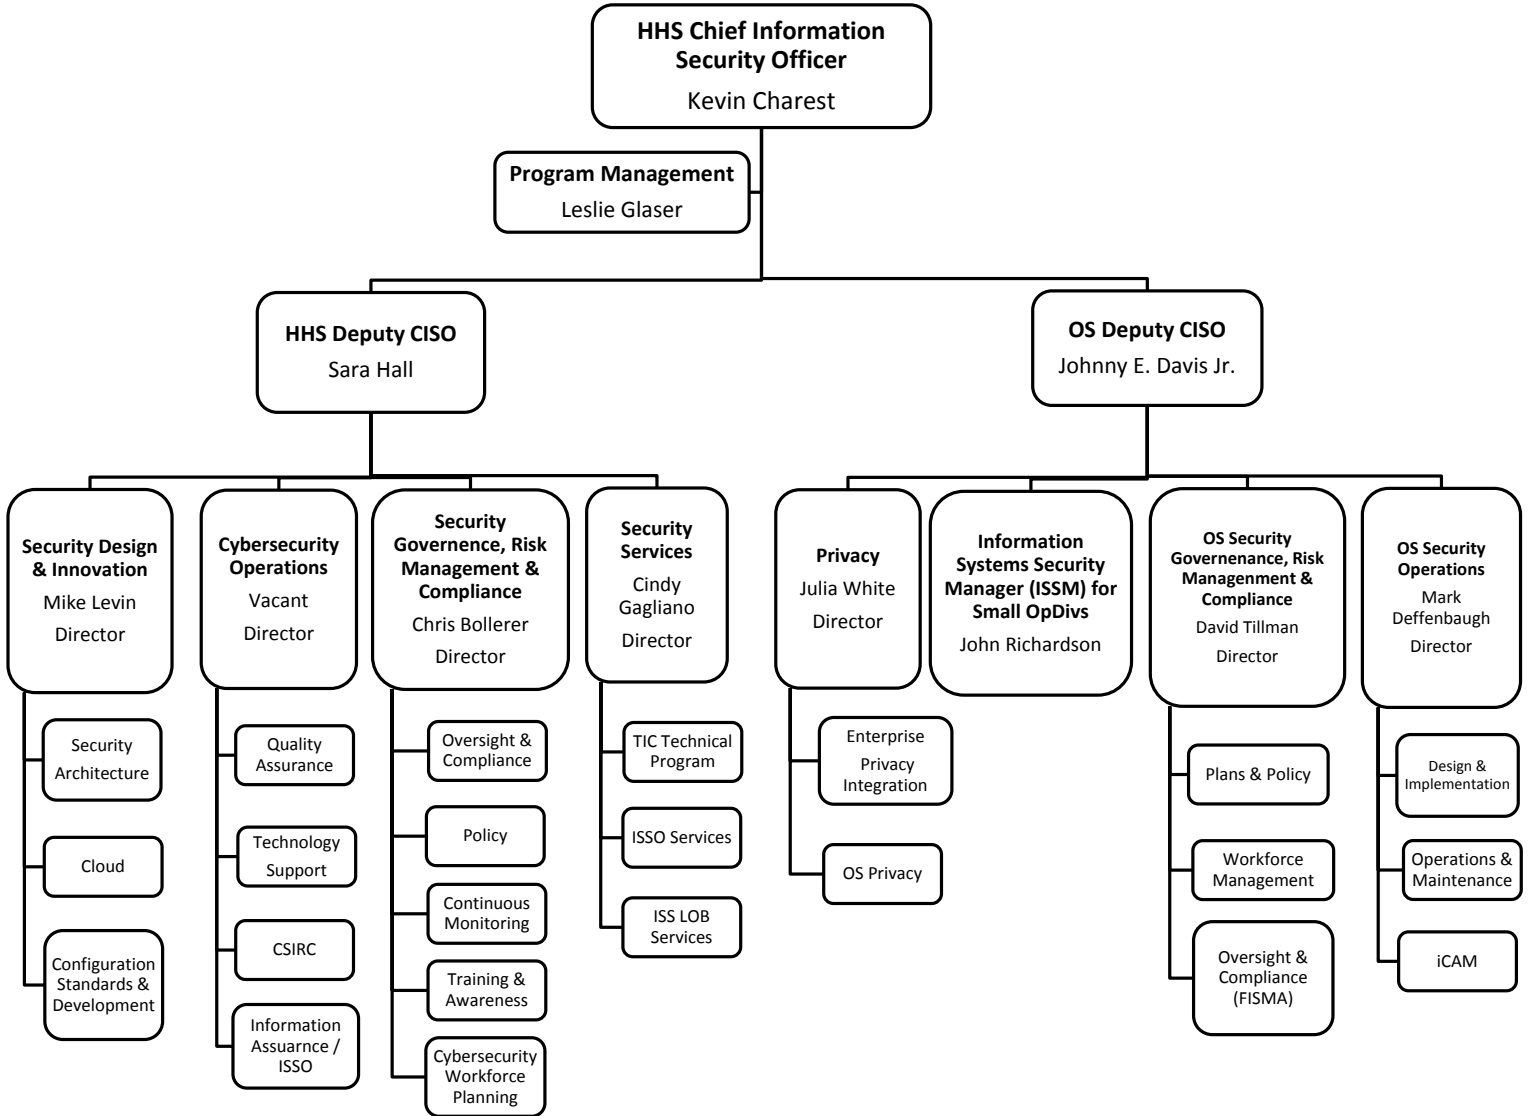 HHS Chief Information
Security Officer
Kevin Charest
Program Management
Leslie Glaser
HHS Deputy CISO
Sara Hall
OS Deputy CISO
Johnny E. Davis Jr.
Security Design
& Innovation
Mike Levin
Director
Cybersecurity
Operations
Vacant
Director
Security
Governence, Risk
Management &
Compliance
Chris Bollerer
Director
Security
Services
Cindy
Gagliano
Director
Privacy
Julia White
Director
Information
Systems Security
Manager (ISSM) for
Small OpDivs
John Richardson
OS Security
Governenance, Risk
Managenment &
Compliance
David Tillman
Director
OS Security
Operations
Mark
Deffenbaugh
Director
Security
Architecture
Cloud
Configuration
Standards &
Development
Quality
Assurance
Technology
Support
CSIRC
Information
Assuarnce /
ISSO
Oversight &
Compliance
Policy
Continuous
Monitoring
Training &
Awareness
Cybersecurity
Workforce
Planning
TIC Technical
Program
ISSO Services
ISS LOB
Services
Enterprise
Privacy
Integration
OS Privacy
Plans & Policy
Workforce
Management
Oversight &
Compliance
(FISMA)
Design &
Implementation
Operations &
Maintenance
iCAM